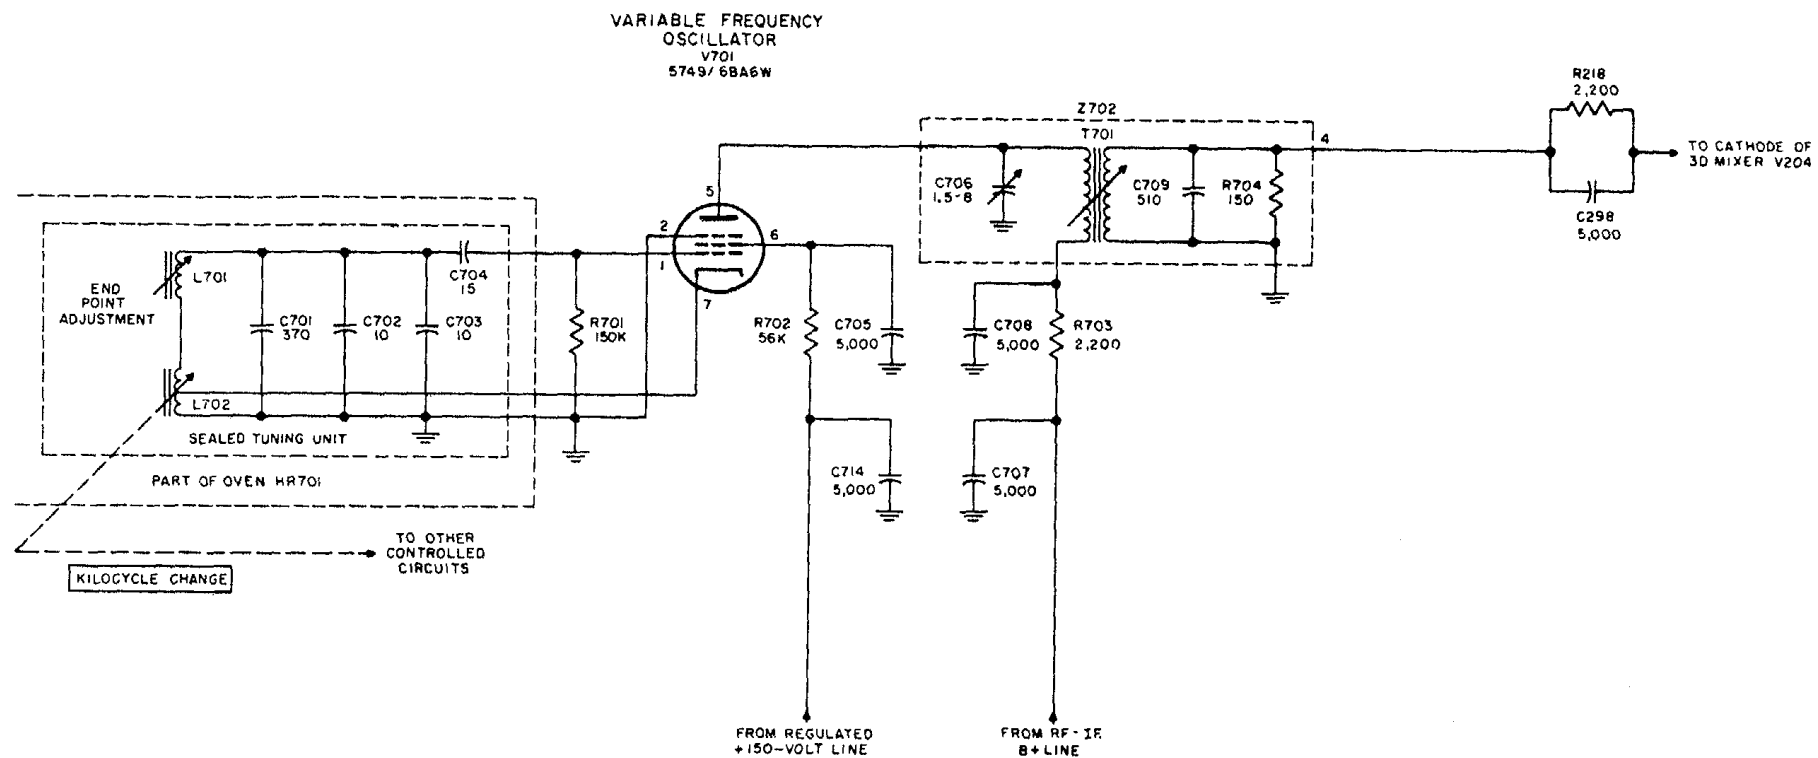 VARIABLE FREQUENCY
OSCILLATOR
V701
5749/6BA6W
R218
2,200
Z702
T701
4
TO CATHODE OF
3D MIXER V204
C706
1.5-8
C709
510
R704
150
C298
5,000
5
2
6
1
7
L701
C704
15
END
POINT
ADJUSTMENT
C701
370
C702
10
C703
10
R701
150K
R702
56K
C705
5,000
C708
5,000
R703
2,200
L702
SEALED TUNING UNIT
PART OF OVEN HR701
C714
5,000
C707
5,000
TO OTHER
CONTROLLED
CIRCUITS
KILOCYCLE CHANGE
FROM REGULATED
+150-VOLT LINE
FROM RF-IF
B+LINE